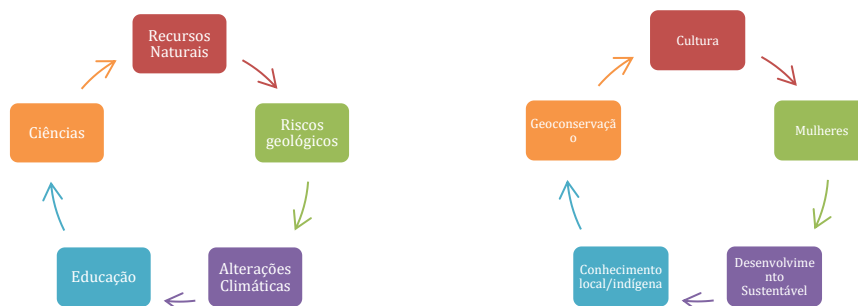 Recursos
Naturais
Riscos
geológicos
Alterações
Climáticas
Educação
Ciências
Cultura
Mulheres
Desenvolvime
nto
Sustentável
Conhecimento
local/indígena
Geoconservaçã
o